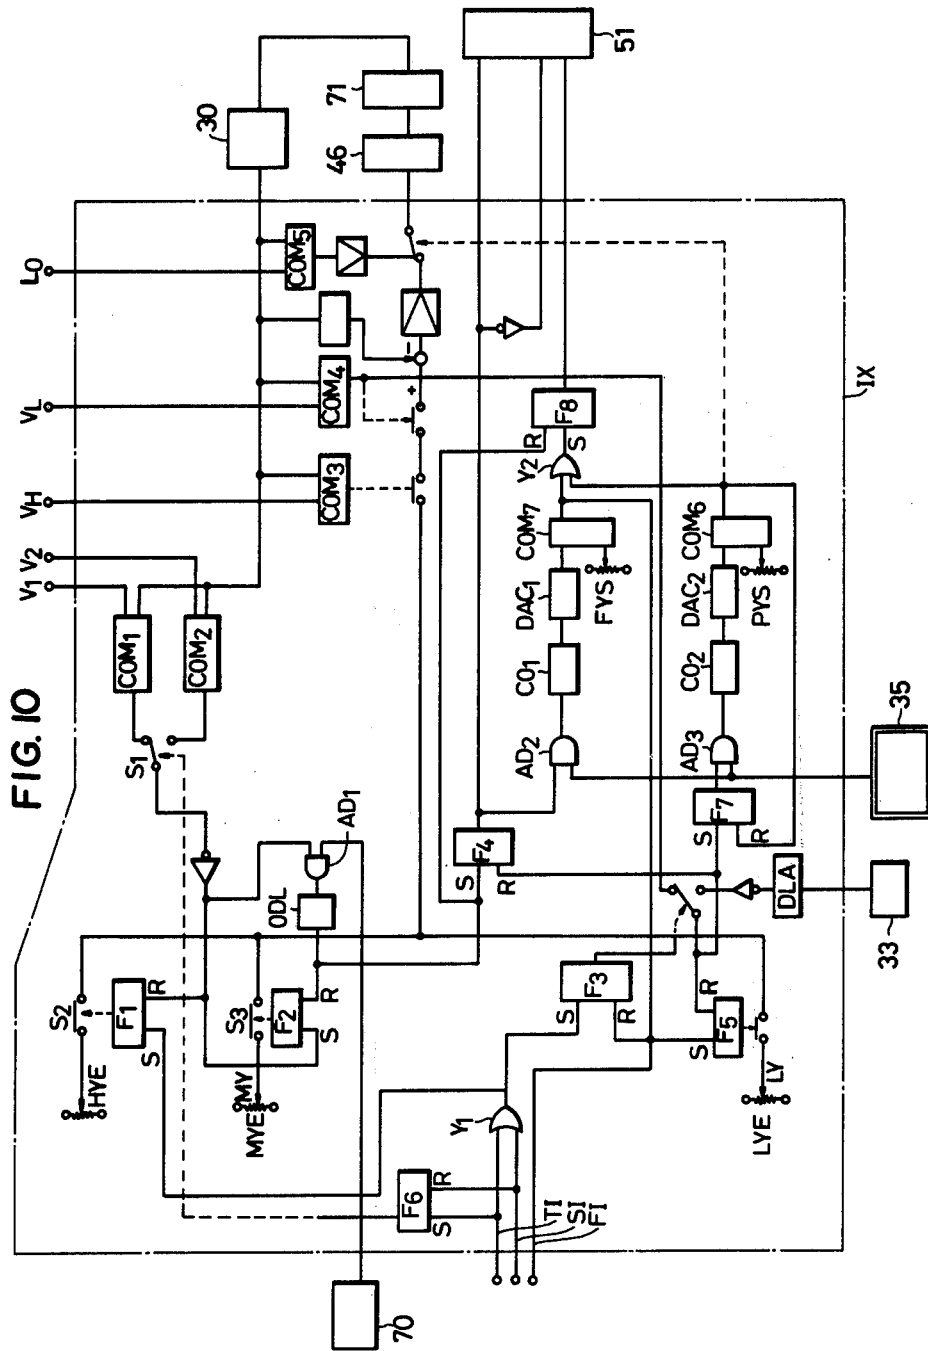 FIG. 10
V1
V2
VH
VL
LO
30
71
46
51
COM1
COM2
COM3
COM4
COM5
+
−
S1
S2
S3
HYE
MYE
MY
F1
S
R
F2
S
R
ODL
AD1
F4
S
R
AD2
CO1
DAC1
COM7
FYS
Y2
F8
R
S
IX
AD3
CO2
DAC2
COM6
PYS
F7
S
R
DLA
33
35
F3
S
R
F5
S
R
LY
LYE
Y1
F6
S
R
TI
SI
FI
70